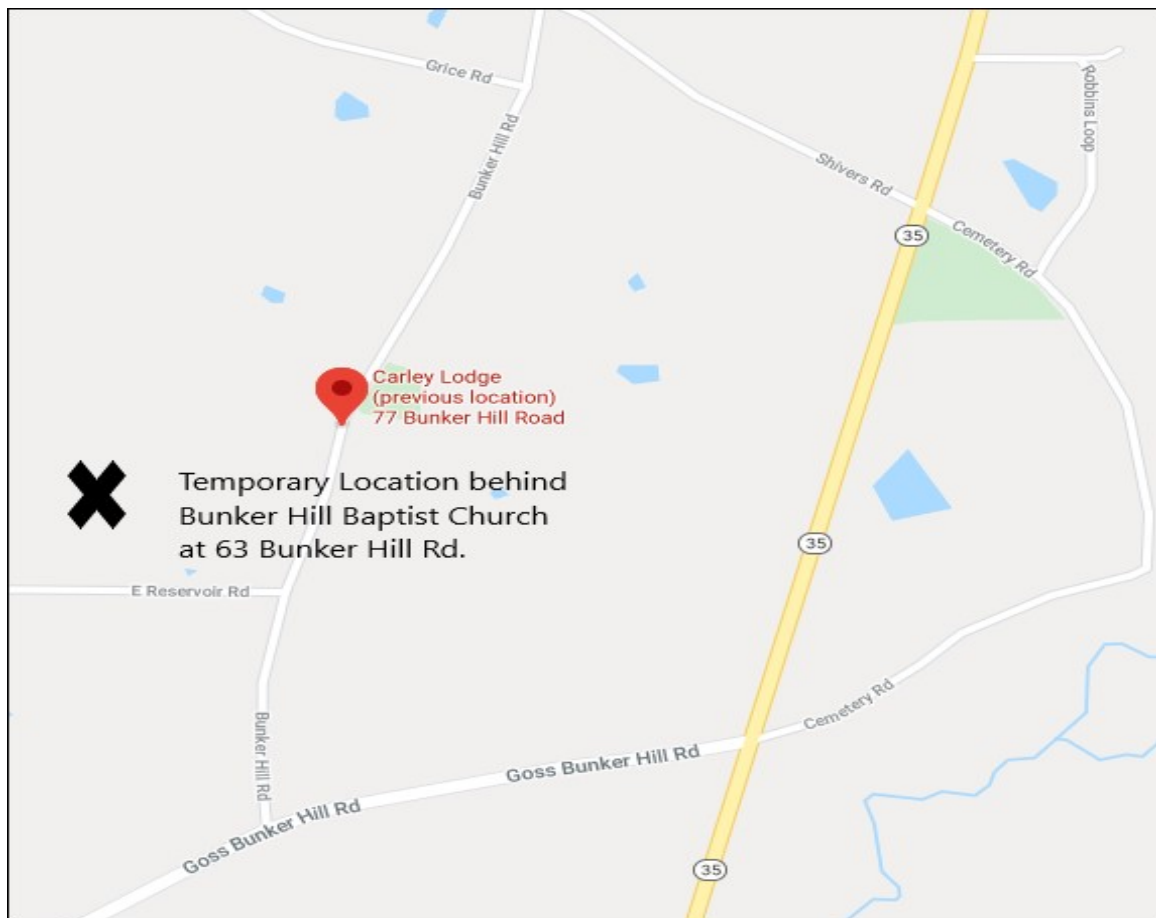 Grice Rd
Bunker Hill Rd
Robbins Loop
Shivers Rd
Cemetery Rd
35
Carley Lodge
(previous location)
77 Bunker Hill Road
Temporary Location behind
Bunker Hill Baptist Church
at 63 Bunker Hill Rd.
35
E Reservoir Rd
Bunker Hill Rd
Cemetery Rd
Goss Bunker Hill Rd
Goss Bunker Hill Rd
35